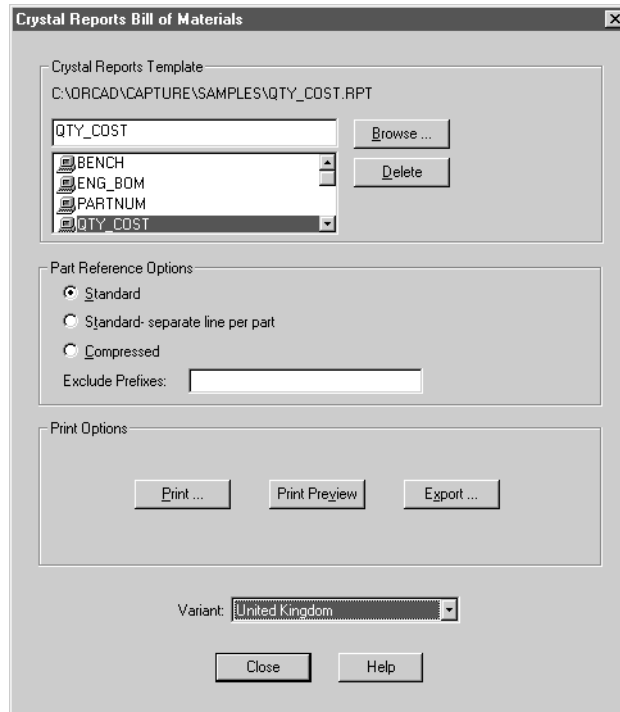 Crystal Reports Bill of Materials
Crystal Reports Template
C:\ORCAD\CAPTURE\SAMPLES\QTY_COST.RPT
QTY_COST
Browse ...
BENCH
ENG_BOM
PARTNUM
QTY_COST
Delete
Part Reference Options
Standard
Standard- separate line per part
Compressed
Exclude Prefixes:
Print Options
Print ...
Print Preview
Export ...
Variant: United Kingdom
Close
Help